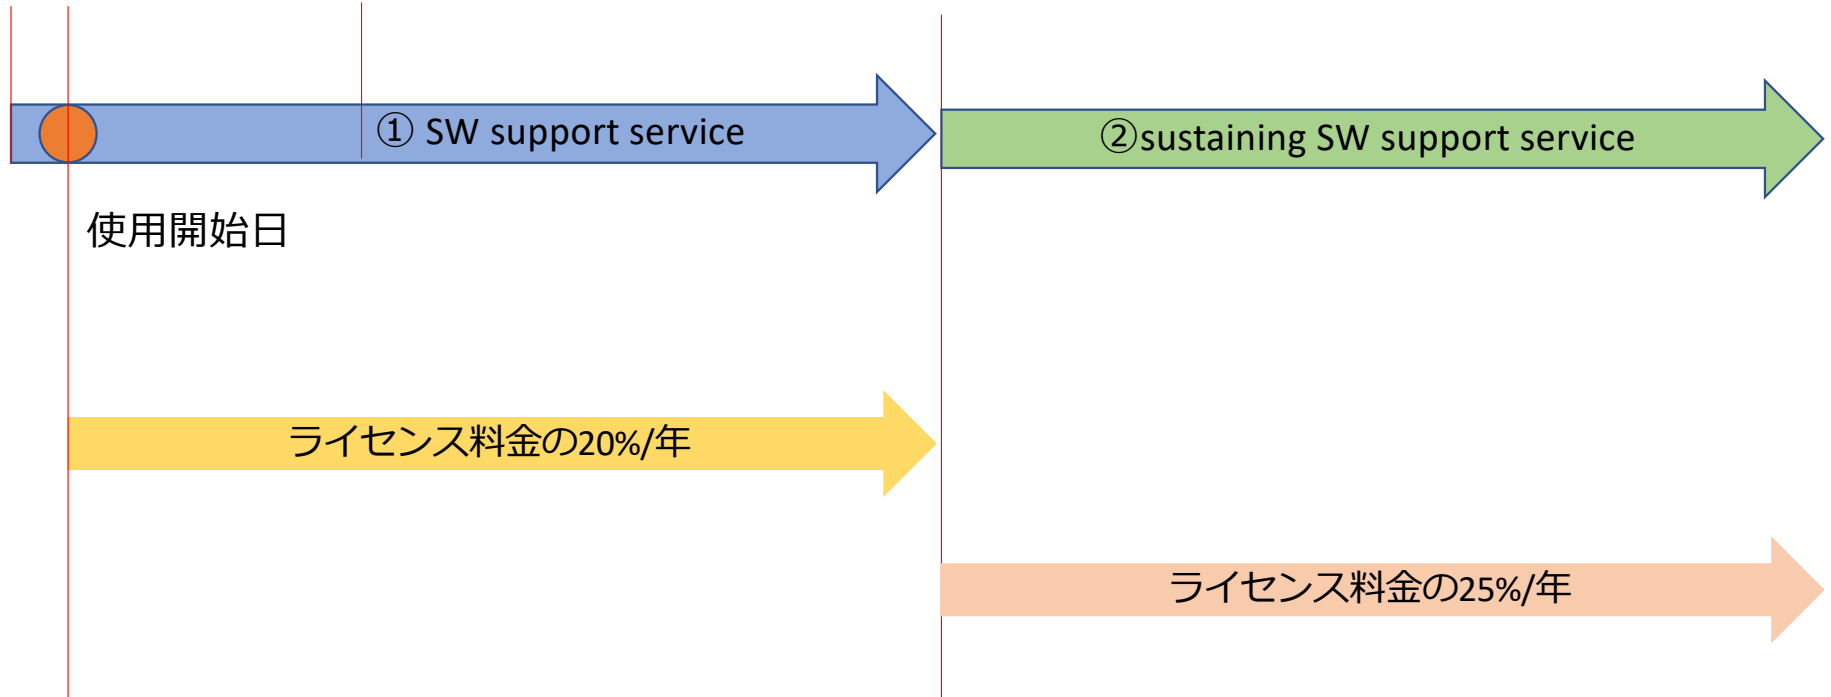 ① SW support service
②sustaining SW support service
使用開始日
ライセンス料金の20%/年
ライセンス料金の25%/年